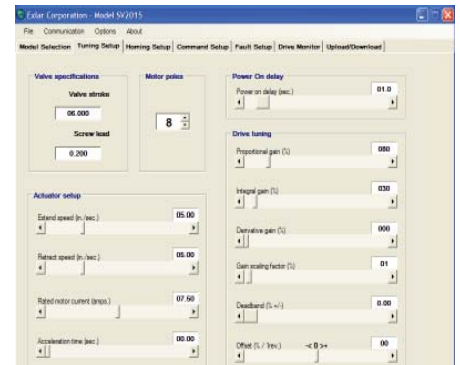 Exlar Corporation - Model SV2015
File Communication Options About
Model Selection Tuning Setup Homing Setup Command Setup Fault Setup Drive Monitor Upload/Download
Valve specifications
Valve stroke
06.000
Screw lead
0.200
Motor poles
8
Power On delay
Power on delay (sec.)
01.0
Drive tuning
Proportional gain (%)
080
Integral gain (%)
030
Derivative gain (%)
000
Gain scaling factor (%)
01
Deadband (% +/-)
0.00
Offset (% / 1rev.) -< 0 >+
00
Actuator setup
Extend speed (in./sec.)
05.00
Retract speed (in./sec.)
05.00
Rated motor current (amps.)
07.50
Acceleration time (sec.)
00.00